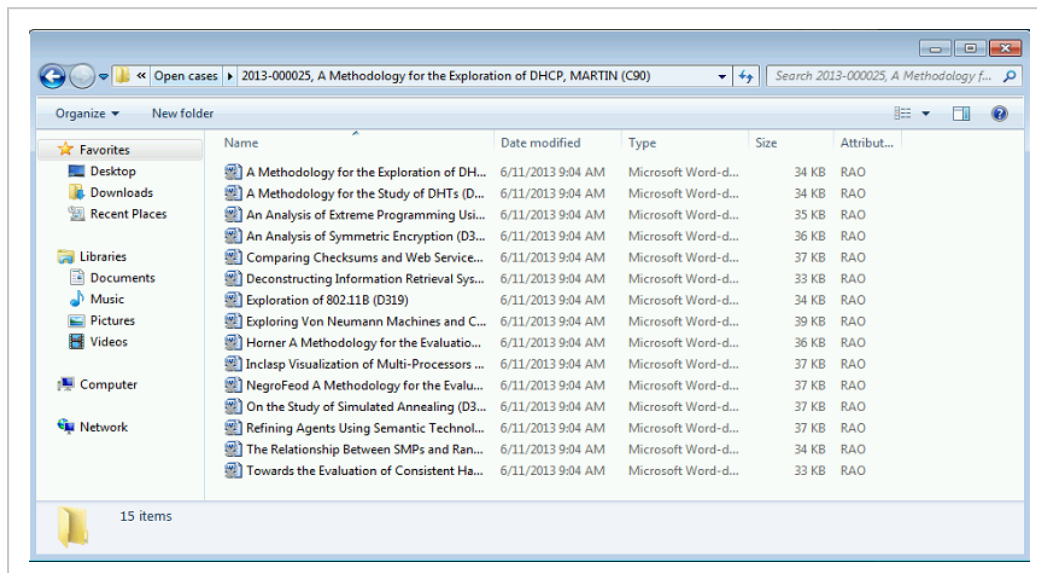 « Open cases ▸ 2013-000025, A Methodology for the Exploration of DHCP, MARTIN (C90) Search 2013-000025, A Methodology f...
Organize New folder
Favorites
Desktop
Downloads
Recent Places
Libraries
Documents
Music
Pictures
Videos
Computer
Network
Name Date modified Type Size Attribut...
A Methodology for the Exploration of DH... 6/11/2013 9:04 AM Microsoft Word-d... 34 KB RAO
A Methodology for the Study of DHTs (D... 6/11/2013 9:04 AM Microsoft Word-d... 34 KB RAO
An Analysis of Extreme Programming Usi... 6/11/2013 9:04 AM Microsoft Word-d... 35 KB RAO
An Analysis of Symmetric Encryption (D3... 6/11/2013 9:04 AM Microsoft Word-d... 36 KB RAO
Comparing Checksums and Web Service... 6/11/2013 9:04 AM Microsoft Word-d... 37 KB RAO
Deconstructing Information Retrieval Sys... 6/11/2013 9:04 AM Microsoft Word-d... 33 KB RAO
Exploration of 802.11B (D319) 6/11/2013 9:04 AM Microsoft Word-d... 34 KB RAO
Exploring Von Neumann Machines and C... 6/11/2013 9:04 AM Microsoft Word-d... 39 KB RAO
Horner A Methodology for the Evaluatio... 6/11/2013 9:04 AM Microsoft Word-d... 36 KB RAO
Inclasp Visualization of Multi-Processors ... 6/11/2013 9:04 AM Microsoft Word-d... 37 KB RAO
NegroFeod A Methodology for the Evalu... 6/11/2013 9:04 AM Microsoft Word-d... 37 KB RAO
On the Study of Simulated Annealing (D3... 6/11/2013 9:04 AM Microsoft Word-d... 37 KB RAO
Refining Agents Using Semantic Technol... 6/11/2013 9:04 AM Microsoft Word-d... 37 KB RAO
The Relationship Between SMPs and Ran... 6/11/2013 9:04 AM Microsoft Word-d... 34 KB RAO
Towards the Evaluation of Consistent Ha... 6/11/2013 9:04 AM Microsoft Word-d... 33 KB RAO
15 items